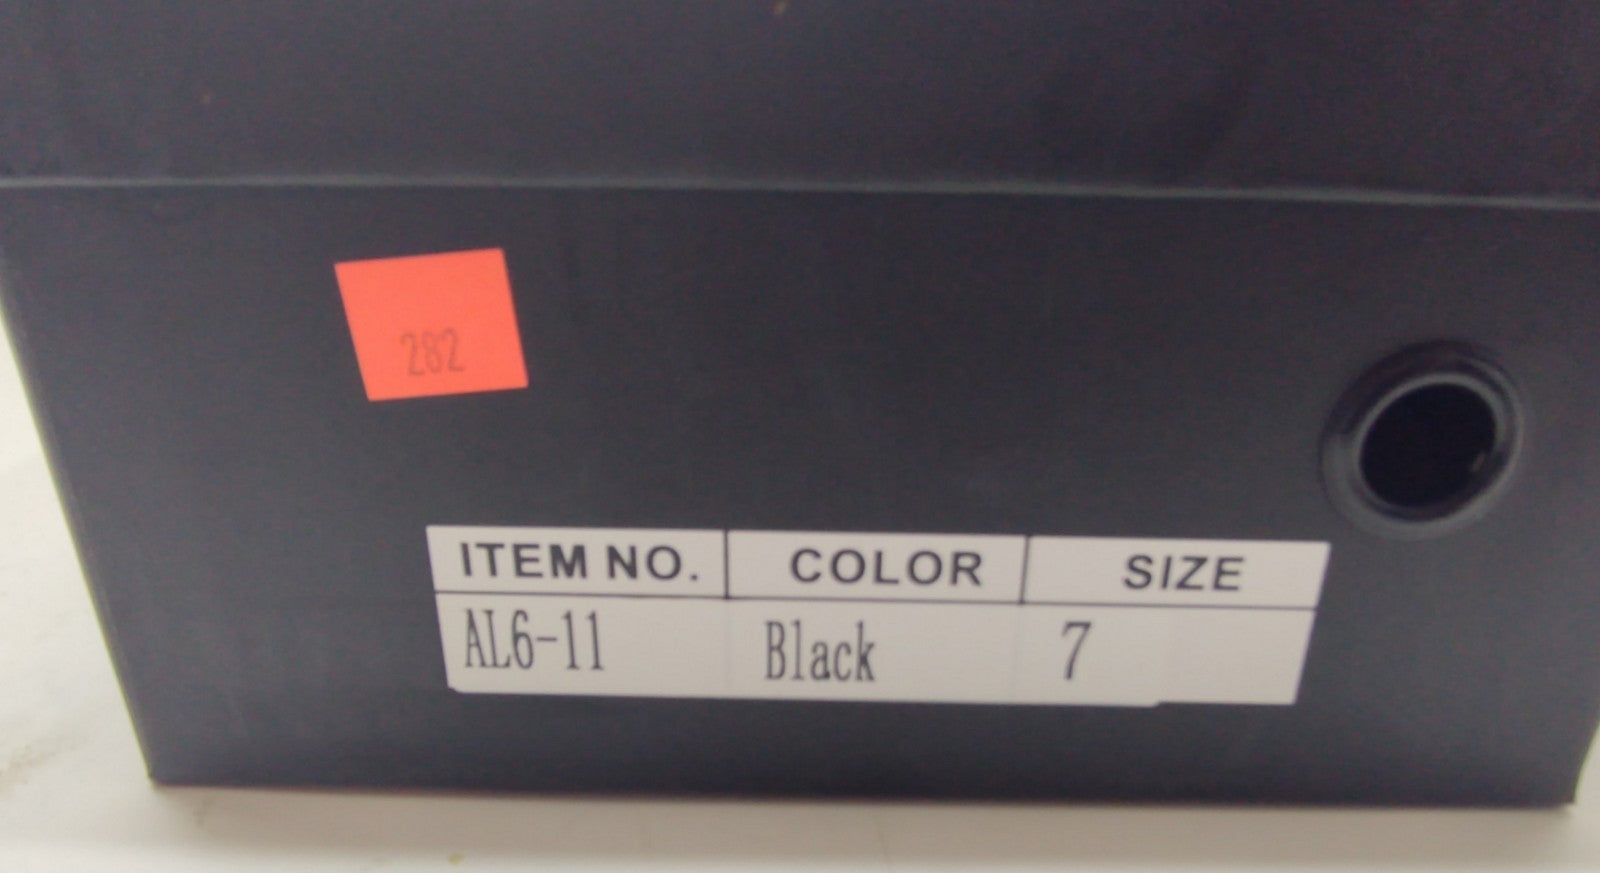 282
ITEM NO. COLOR SIZE
AL6-11 Black 7